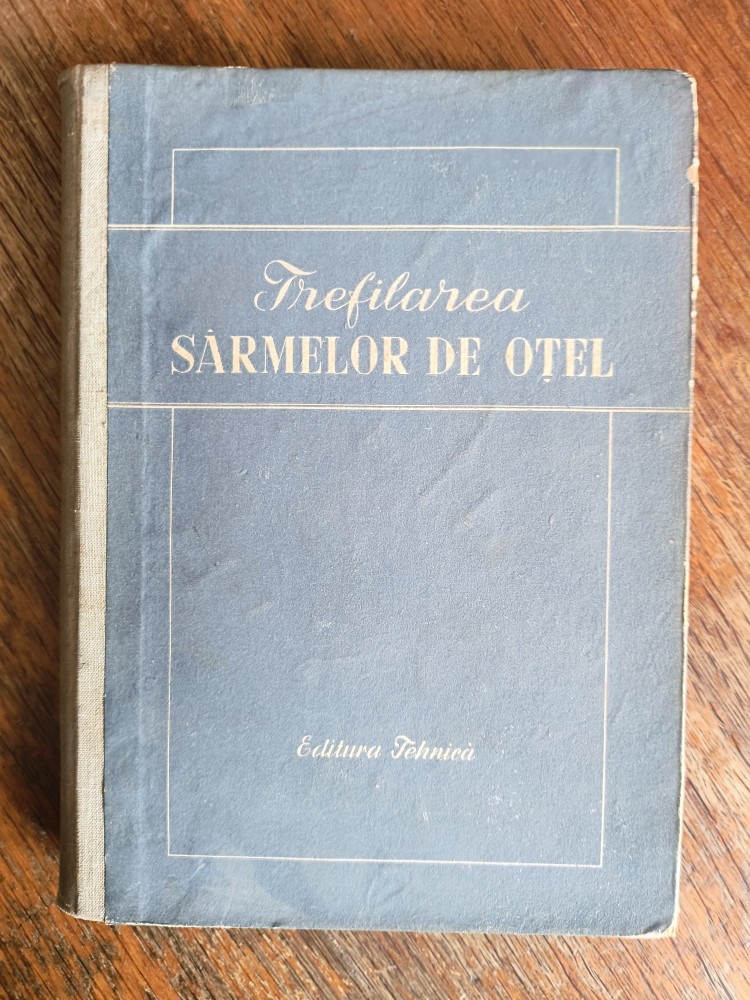 Trefilarea
SÂRMELOR DE OȚEL
Editura Tehnică